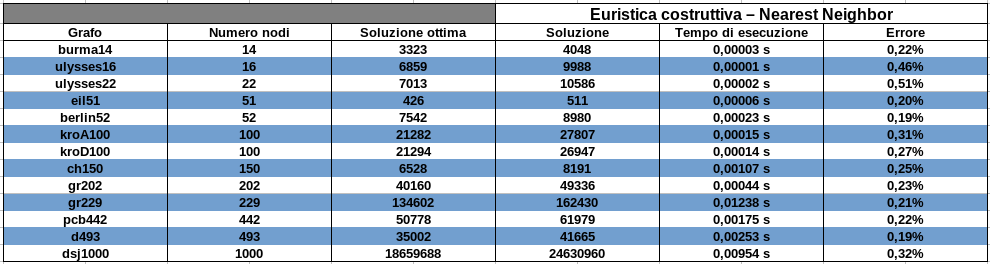 Euristica costruttiva – Nearest Neighbor
Grafo Numero nodi Soluzione ottima Soluzione Tempo di esecuzione Errore
burma14 14 3323 4048 0,00003 s 0,22%
ulysses16 16 6859 9988 0,00001 s 0,46%
ulysses22 22 7013 10586 0,00002 s 0,51%
eil51 51 426 511 0,00006 s 0,20%
berlin52 52 7542 8980 0,00023 s 0,19%
kroA100 100 21282 27807 0,00015 s 0,31%
kroD100 100 21294 26947 0,00014 s 0,27%
ch150 150 6528 8191 0,00107 s 0,25%
gr202 202 40160 49336 0,00044 s 0,23%
gr229 229 134602 162430 0,01238 s 0,21%
pcb442 442 50778 61979 0,00175 s 0,22%
d493 493 35002 41665 0,00253 s 0,19%
dsj1000 1000 18659688 24630960 0,00954 s 0,32%